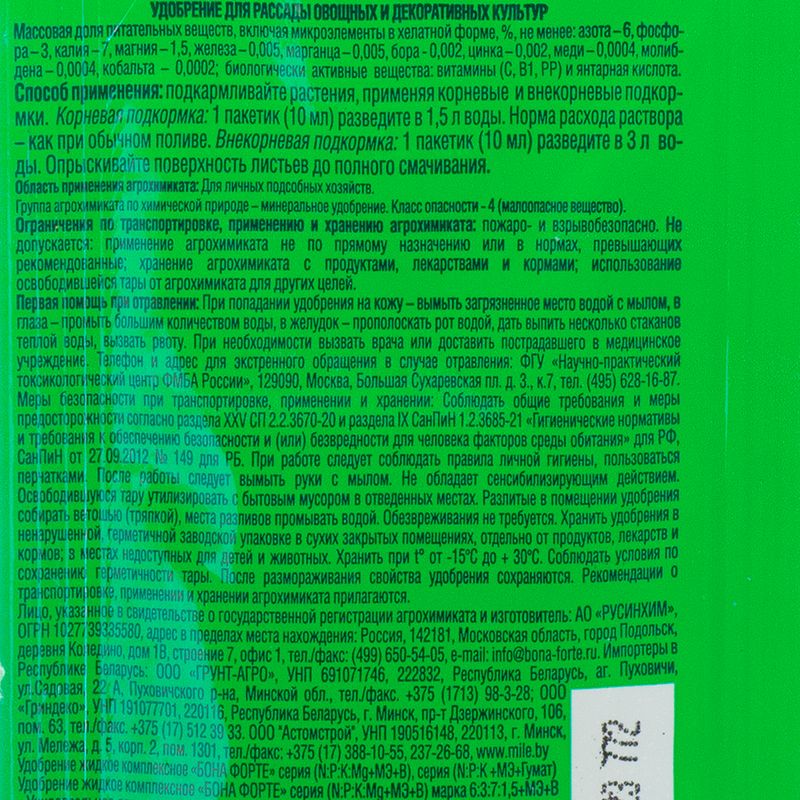 УДОБРЕНИЕ ДЛЯ РАССАДЫ ОВОЩНЫХ И ДЕКОРАТИВНЫХ КУЛЬТУР
Массовая доля питательных веществ, включая микроэлементы в хелатной форме, %, не менее: азота – 6, фосфо-
ра – 3, калия – 7, магния – 1,5, железа – 0,005, марганца – 0,005, бора – 0,002, цинка – 0,002, меди – 0,0004, молиб-
дена – 0,0004, кобальта – 0,0002; биологически активные вещества: витамины (С, В1, РР) и янтарная кислота.
Способ применения: подкармливайте растения, применяя корневые и внекорневые подкор-
мки. Корневая подкормка: 1 пакетик (10 мл) разведите в 1,5 л воды. Норма расхода раствора
– как при обычном поливе. Внекорневая подкормка: 1 пакетик (10 мл) разведите в 3 л во-
ды. Опрыскивайте поверхность листьев до полного смачивания.
Область применения агрохимиката: Для личных подсобных хозяйств.
Группа агрохимиката по химической природе – минеральное удобрение. Класс опасности - 4 (малоопасное вещество).
Ограничения по транспортировке, применению и хранению агрохимиката: пожаро- и взрывобезопасно. Не
допускается: применение агрохимиката не по прямому назначению или в нормах, превышающих
рекомендованные; хранение агрохимиката с продуктами, лекарствами и кормами; использование
освободившейся тары от агрохимиката для других целей.
Первая помощь при отравлении: При попадании удобрения на кожу – вымыть загрязненное место водой с мылом, в
глаза – промыть большим количеством воды, в желудок – прополоскать рот водой, дать выпить несколько стаканов
теплой воды, вызвать рвоту. При необходимости вызвать врача или доставить пострадавшего в медицинское
учреждение. Телефон и адрес для экстренного обращения в случае отравления: ФГУ «Научно-практический
токсикологический центр ФМБА России», 129090, Москва, Большая Сухаревская пл. д. 3., к.7, тел. (495) 628-16-87.
Меры безопасности при транспортировке, применении и хранении: Соблюдать общие требования и меры
предосторожности согласно раздела XXV СП 2.2.3670-20 и раздела IX СанПиН 1.2.3685-21 «Гигиенические нормативы
и требования к обеспечению безопасности и (или) безвредности для человека факторов среды обитания» для РФ,
СанПиН от 27.09.2012 № 149 для РБ. При работе следует соблюдать правила личной гигиены, пользоваться
перчатками. После работы следует вымыть руки с мылом. Не обладает сенсибилизирующим действием.
Освободившуюся тару утилизировать с бытовым мусором в отведенных местах. Разлитые в помещении удобрения
собирать ветошью (тряпкой), места разливов промывать водой. Обезвреживания не требуется. Хранить удобрения в
ненарушенной, герметичной заводской упаковке в сухих закрытых помещениях, отдельно от продуктов, лекарств и
кормов; в местах недоступных для детей и животных. Хранить при t° от -15°С до + 30°С. Соблюдать условия по
сохранению герметичности тары. После размораживания свойства удобрения сохраняются. Рекомендации о
транспортировке, применении и хранении агрохимиката прилагаются.
Лицо, указанное в свидетельстве о государственной регистрации агрохимиката и изготовитель: АО «РУСИНХИМ»,
ОГРН 1027739335580, адрес в пределах места нахождения: Россия, 142181, Московская область, город Подольск,
деревня Коледино, дом 1В, строение 7, офис 1, тел./факс: (499) 650-54-05, e-mail: info@bona-forte.ru. Импортеры в
Республике Беларусь: ООО «ГРУНТ-АГРО», УНП 691071746, 222832, Республика Беларусь, аг. Пуховичи,
ул.Садовая, 22 А, Пуховичского р-на, Минской обл., тел./факс. +375 (1713) 98-3-28; ООО
«Гриндеко», УНП 191077701, 220116, Республика Беларусь, г. Минск, пр-т Дзержинского, 106,
пом. 63, тел./факс. +375 (17) 512 39 33. ООО «Астомстрой», УНП 190516148, 220113, г. Минск,
ул. Мележа, д. 5, корп. 2, пом. 1301, тел./факс: +375 (17) 388-10-55, 237-26-68, www.mile.by
Удобрение жидкое комплексное «БОНА ФОРТЕ» серия (N:P:K:Mg+МЭ+В), серия (N:P:K +МЭ+Гумат)
Удобрение жидкое комплексное «БОНА ФОРТЕ» серия (N:P:K:Mg+МЭ+В) марка 6:3:7:1,5+МЭ+В